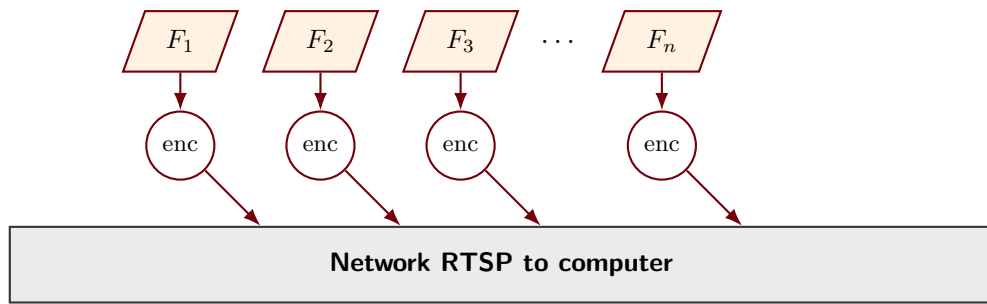 F₁ F₂ F₃ ··· Fₙ
enc enc enc enc
Network RTSP to computer